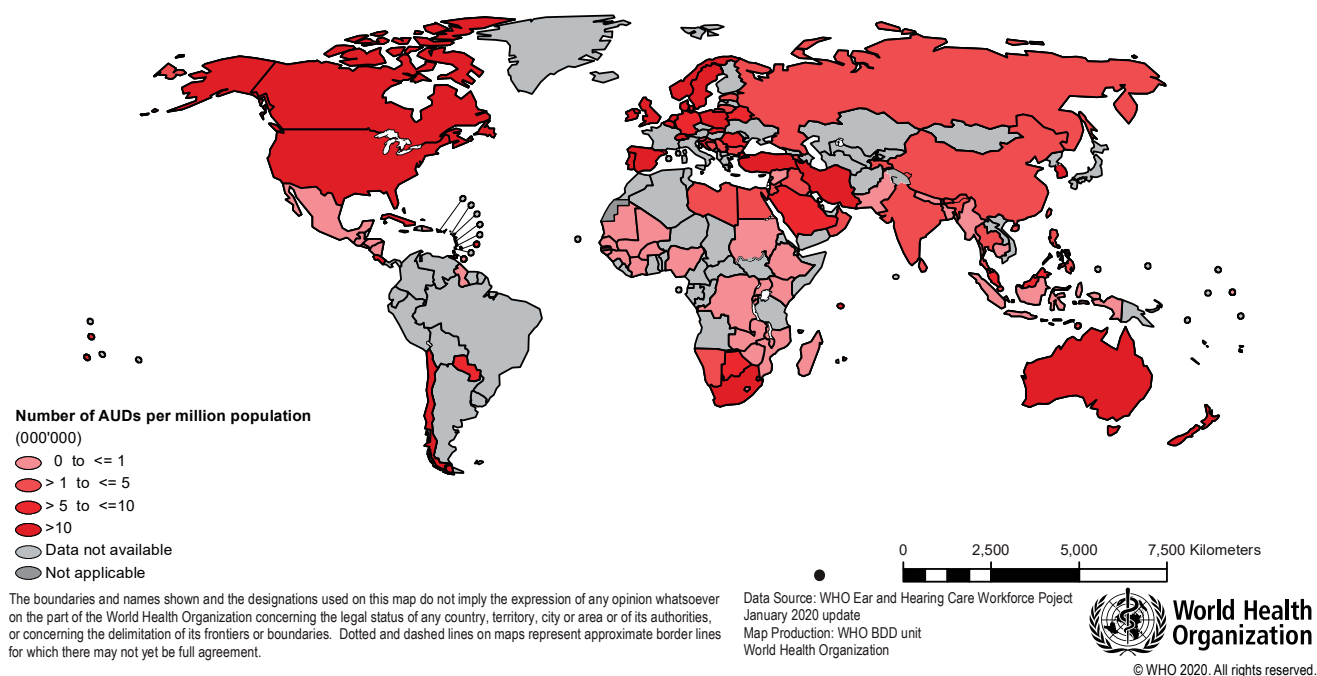 Number of AUDs per million population
(000'000)
0 to <= 1
> 1 to <= 5
> 5 to <=10
>10
Data not available
Not applicable
0 2,500 5,000 7,500 Kilometers
The boundaries and names shown and the designations used on this map do not imply the expression of any opinion whatsoever
on the part of the World Health Organization concerning the legal status of any country, territory, city or area or of its authorities,
or concerning the delimitation of its frontiers or boundaries. Dotted and dashed lines on maps represent approximate border lines
for which there may not yet be full agreement.
Data Source: WHO Ear and Hearing Care Workforce Poject
January 2020 update
Map Production: WHO BDD unit
World Health Organization
World Health
Organization
© WHO 2020. All rights reserved.